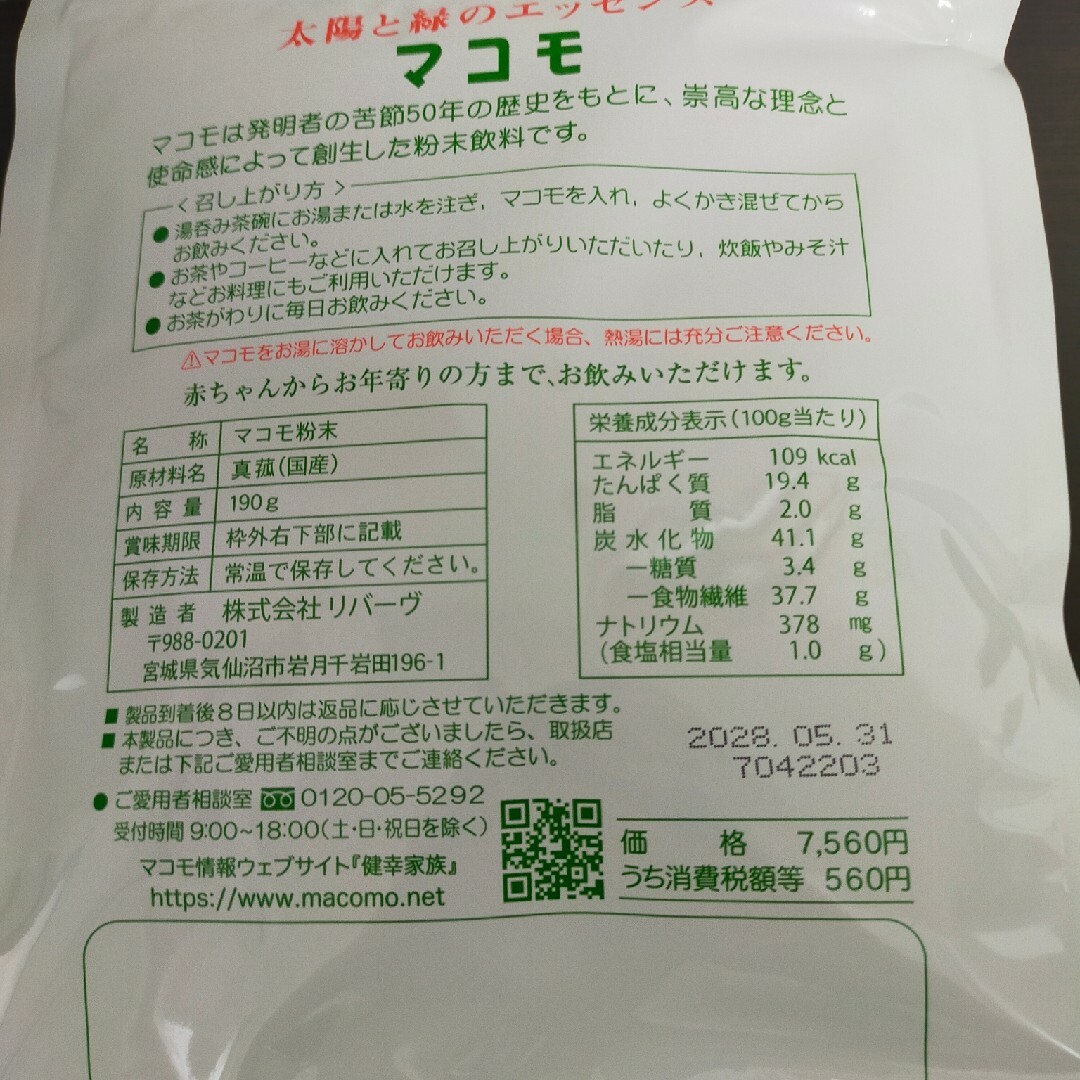 太陽と緑のエッセンス
マコモ
マコモは発明者の苦節50年の歴史をもとに、崇高な理念と
使命感によって創生した粉末飲料です。
＜召し上がり方＞
●湯呑み茶碗にお湯または水を注ぎ，マコモを入れ，よくかき混ぜてから
お飲みください。
●お茶やコーヒーなどに入れてお召し上がりいただいたり，炊飯やみそ汁
などお料理にもご利用いただけます。
●お茶がわりに毎日お飲みください。
⚠マコモをお湯に溶かしてお飲みいただく場合、熱湯には充分ご注意ください。
赤ちゃんからお年寄りの方まで、お飲みいただけます。
名称 マコモ粉末
原材料名 真菰（国産）
内容量 190g
賞味期限 枠外右下部に記載
保存方法 常温で保存してください。
製造者 株式会社 リバーヴ
〒988-0201
宮城県気仙沼市岩月千岩田196-1
栄養成分表示（100g当たり）
エネルギー 109 kcal
たんぱく質 19.4 g
脂質 2.0 g
炭水化物 41.1 g
－糖質 3.4 g
－食物繊維 37.7 g
ナトリウム 378 mg
（食塩相当量 1.0 g）
■製品到着後8日以内は返品に応じさせていただきます。
■本製品につき、ご不明の点がございましたら、取扱店
または下記ご愛用者相談室までご連絡ください。
2028. 05. 31
7042203
●ご愛用者相談室 0120-05-5292
受付時間 9:00~18:00（土・日・祝日を除く）
マコモ情報ウェブサイト『健幸家族』
https://www.macomo.net
価格 7,560円
うち消費税額等 560円